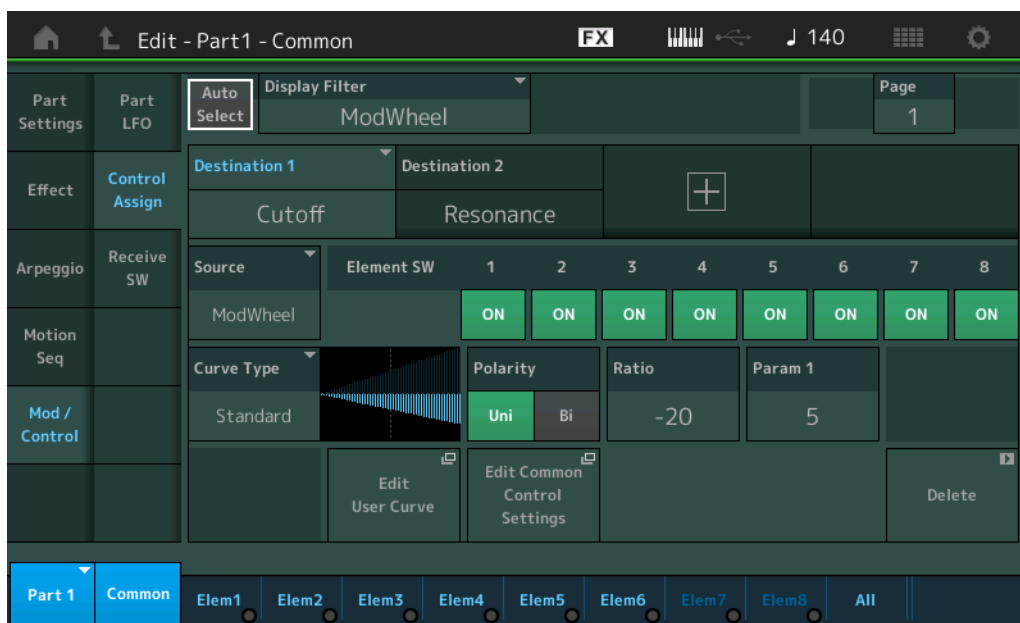 Edit - Part1 - Common
FX
♩ 140
Part Settings
Part LFO
Auto Select
Display Filter
ModWheel
Page
1
Effect
Control Assign
Destination 1
Cutoff
Destination 2
Resonance
Arpeggio
Receive SW
Source
ModWheel
Element SW 1 2 3 4 5 6 7 8
ON ON ON ON ON ON ON ON
Motion Seq
Curve Type
Standard
Polarity
Uni Bi
Ratio
-20
Param 1
5
Mod / Control
Edit User Curve
Edit Common Control Settings
Delete
Part 1 Common Elem1 Elem2 Elem3 Elem4 Elem5 Elem6 Elem7 Elem8 All